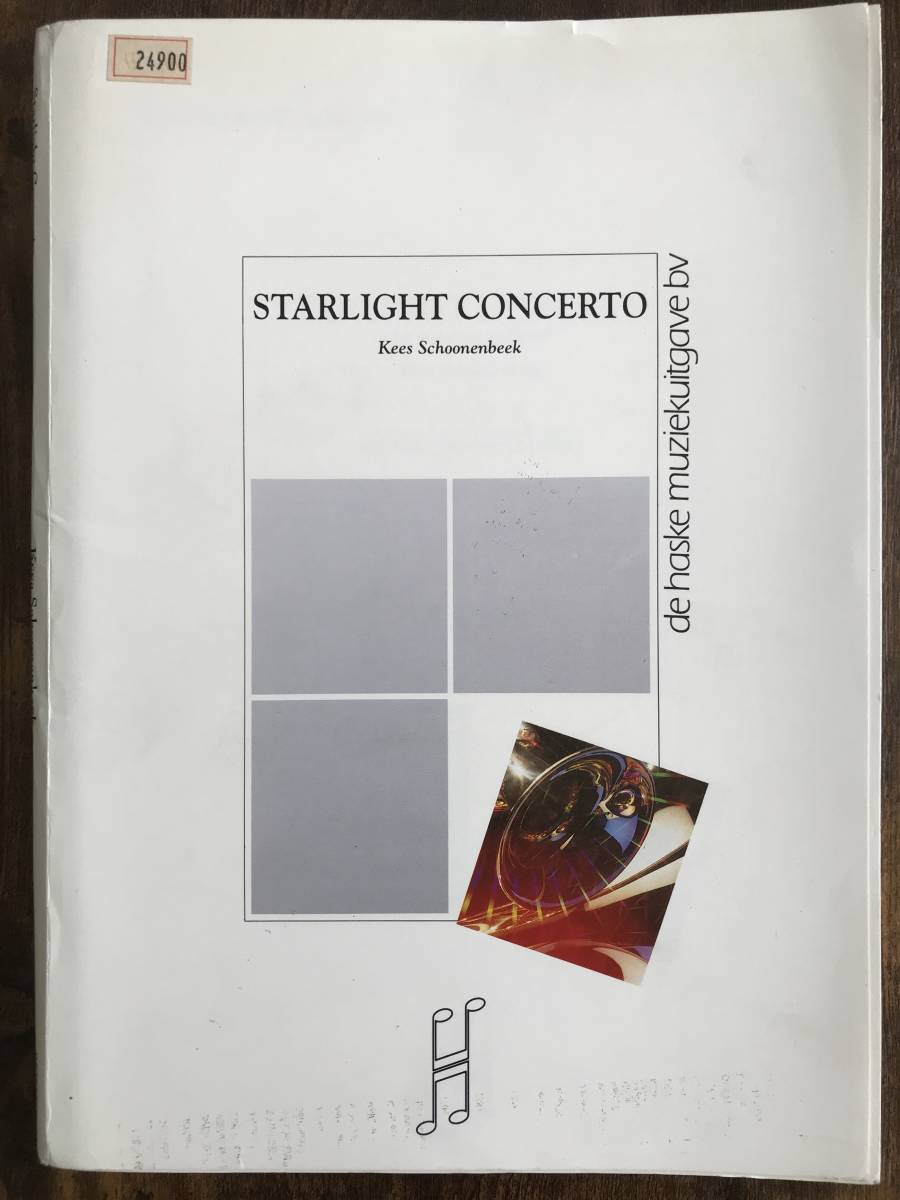 24900
STARLIGHT CONCERTO
Kees Schoonenbeek
de haske muziekuitgave bv